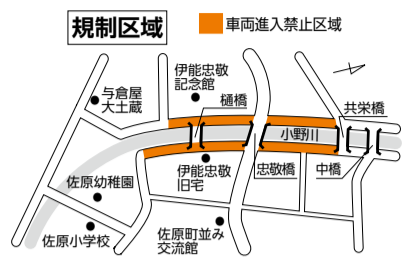 規制区域
車両進入禁止区域
与倉屋
大土蔵
伊能忠敬
記念館
樋橋
共栄橋
小野川
伊能忠敬
旧宅
忠敬橋
中橋
佐原幼稚園
佐原小学校
佐原町並み
交流館